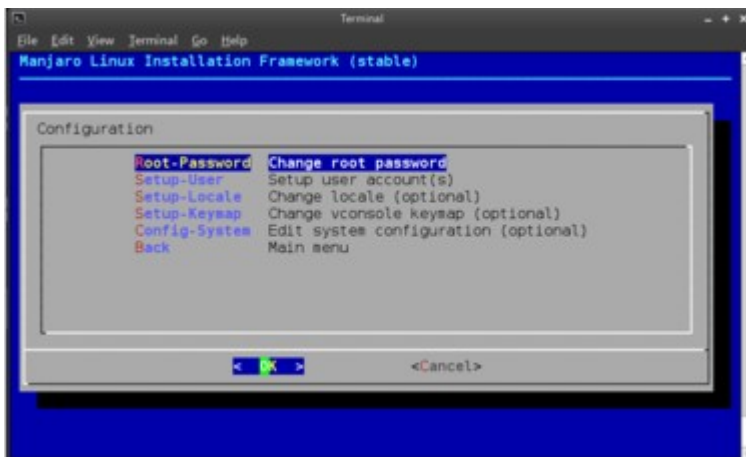 Terminal
File Edit View Terminal Go Help
Manjaro Linux Installation Framework (stable)
Configuration
Root-Password Change root password
Setup-User Setup user account(s)
Setup-Locale Change locale (optional)
Setup-Keymap Change vconsole keymap (optional)
Config-System Edit system configuration (optional)
Back Main menu
< OK > <Cancel>